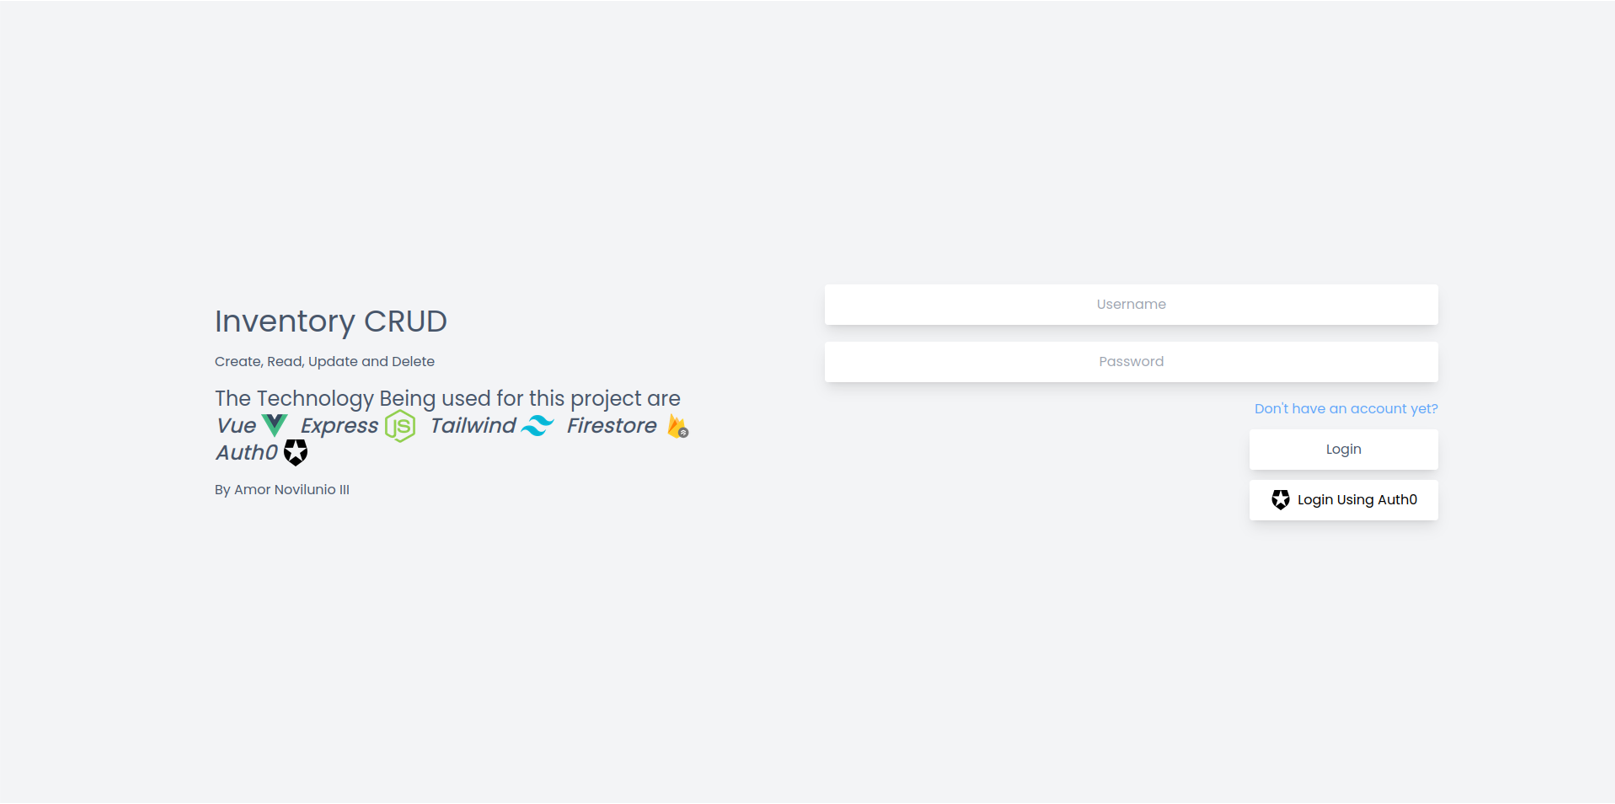 Inventory CRUD
Create, Read, Update and Delete
The Technology Being used for this project are
Vue Express JS Tailwind Firestore
Auth0
By Amor Novilunio III
Username
Password
Don't have an account yet?
Login
Login Using Auth0